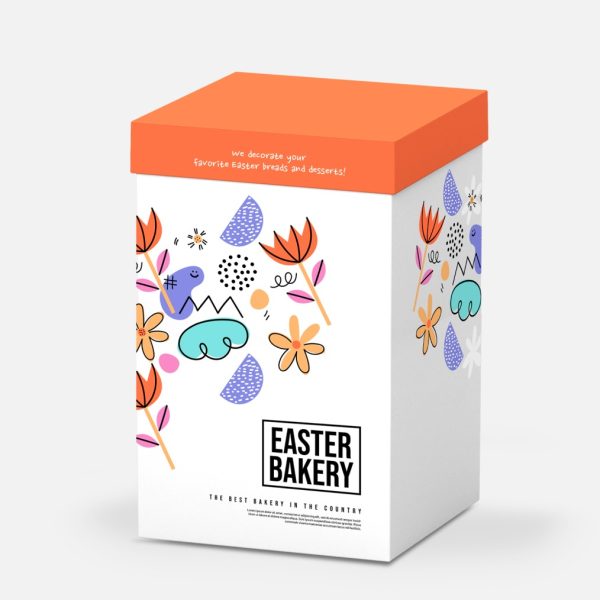 We decorate your
favorite Easter breads and desserts!
EASTER
BAKERY
THE BEST BAKERY IN THE COUNTRY